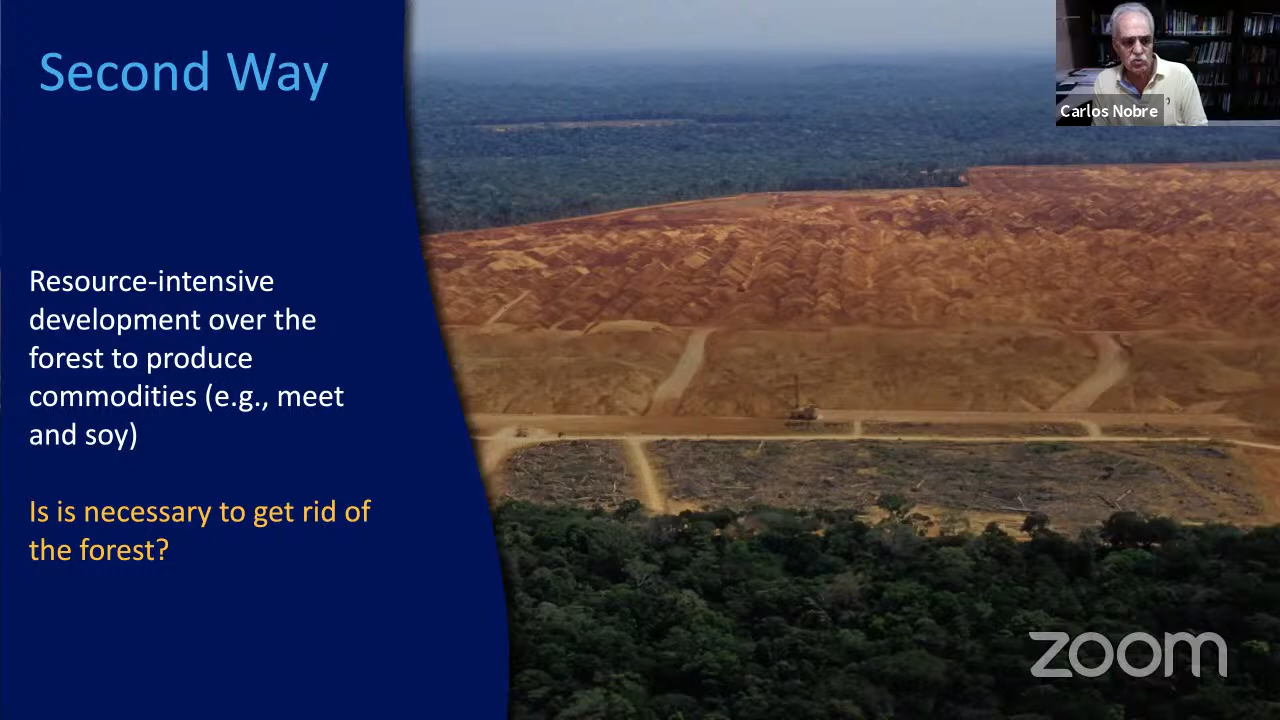 Second Way
Carlos Nobre
Resource-intensive
development over the
forest to produce
commodities (e.g., meet
and soy)
Is is necessary to get rid of
the forest?
zoom